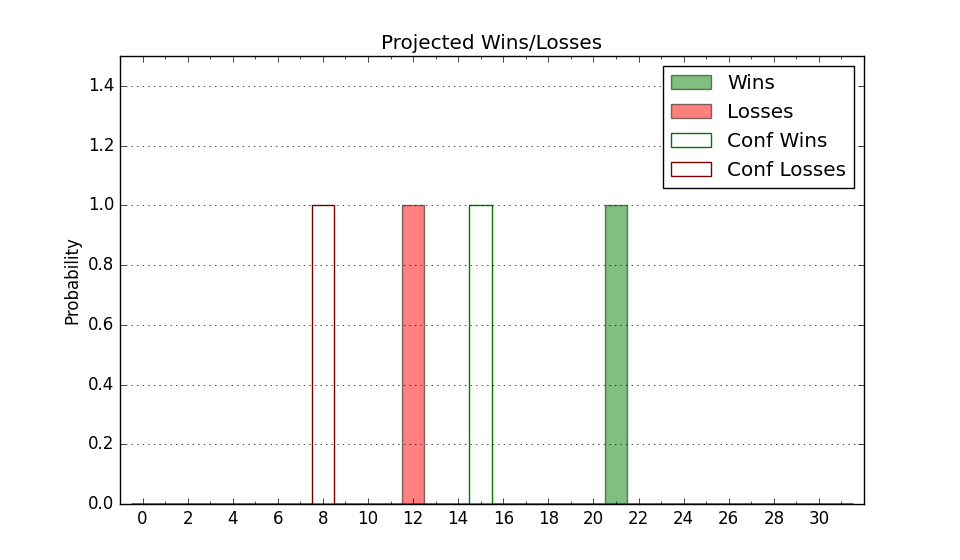 Projected Wins/Losses
Wins
Losses
Conf Wins
Conf Losses
Probability
1.4
1.2
1.0
0.8
0.6
0.4
0.2
0.0
0 2 4 6 8 10 12 14 16 18 20 22 24 26 28 30